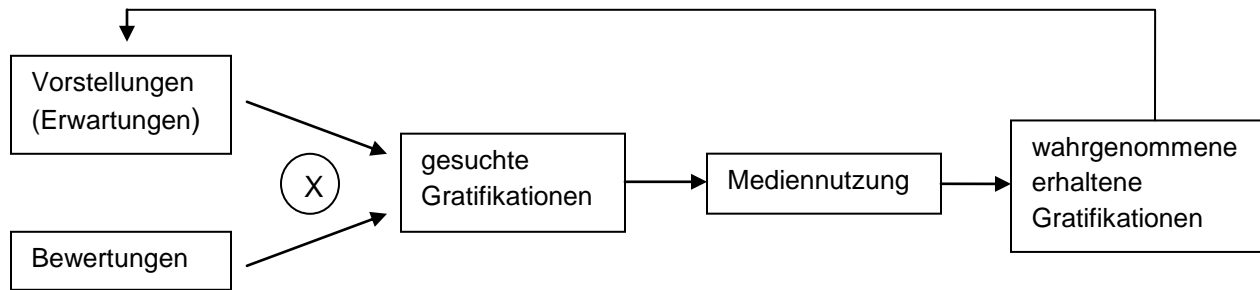 Vorstellungen
(Erwartungen)
X
Bewertungen
gesuchte
Gratifikationen
Mediennutzung
wahrgenommene
erhaltene
Gratifikationen